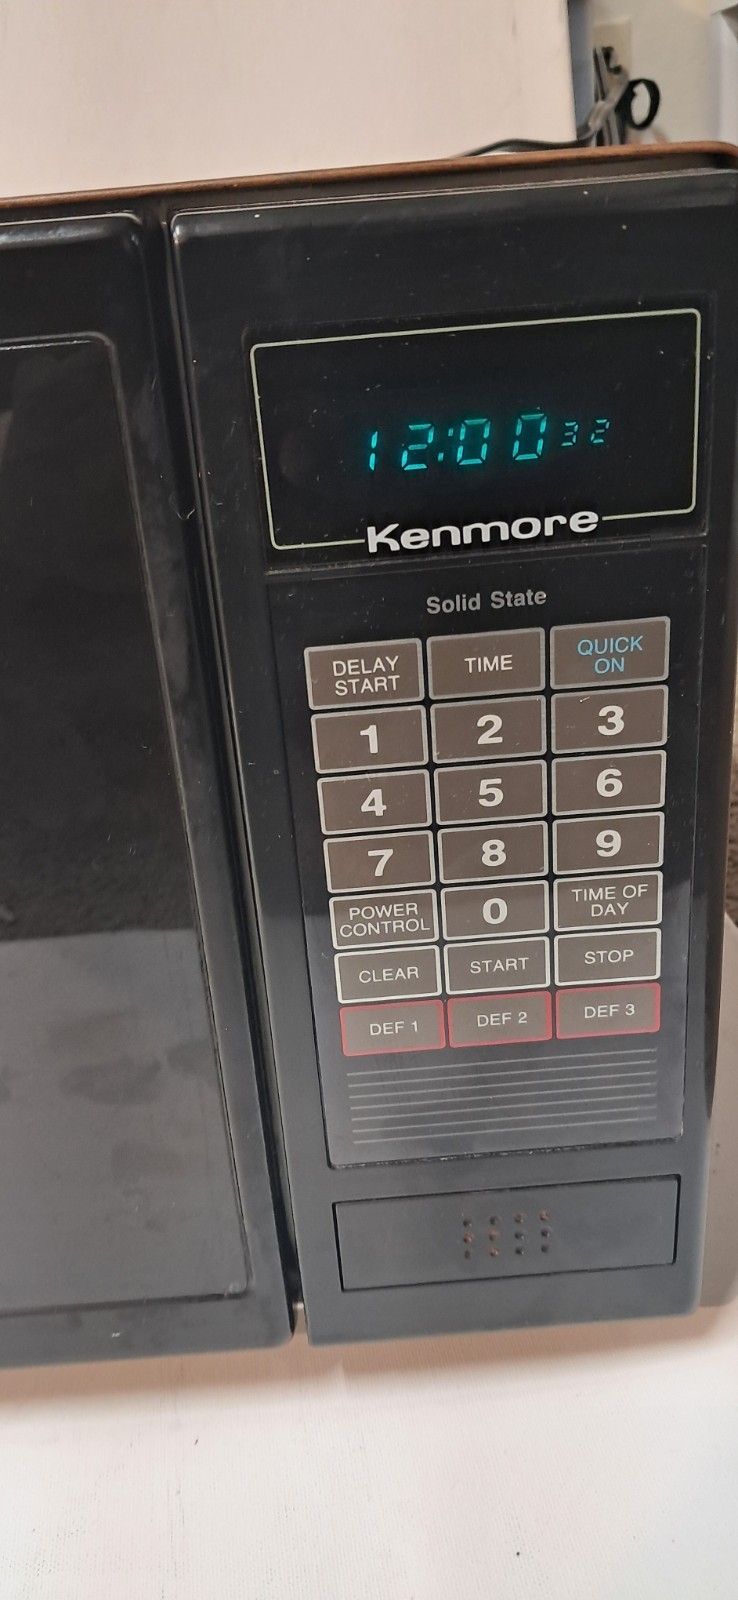 12:00 32
Kenmore
Solid State
DELAY START
TIME
QUICK ON
1 2 3
4 5 6
7 8 9
POWER CONTROL
0
TIME OF DAY
CLEAR START STOP
DEF 1 DEF 2 DEF 3